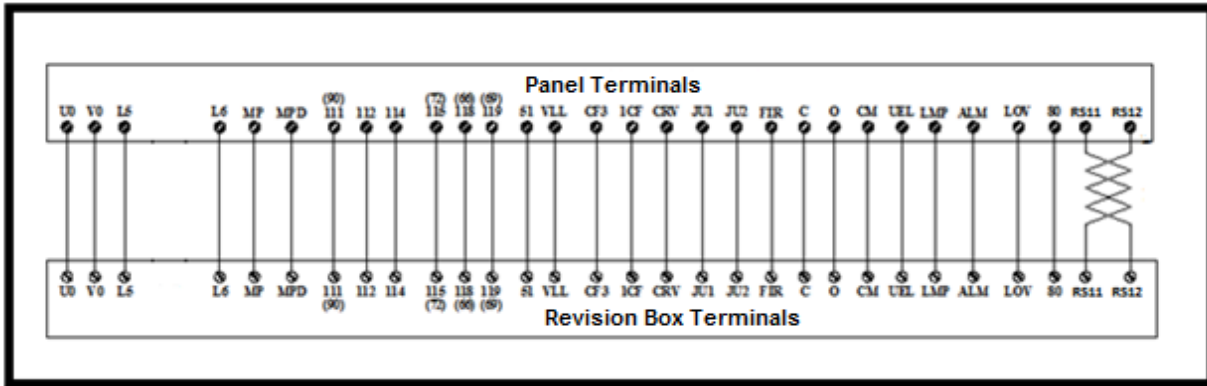 Panel Terminals
(90) (72) (66) (69)
U0 V0 L5 L6 MP MPD 111 112 114 115 118 119 51 VLL CF3 1CF CRV JU1 JU2 FIR C O CM UEL LMP ALM LOV 80 RS11 RS12
U0 V0 L5 L6 MP MPD 111 112 114 115 118 119 51 VLL CF3 1CF CRV JU1 JU2 FIR C O CM UEL LMP ALM LOV 80 RS11 RS12
(90) (72) (66) (69)
Revision Box Terminals